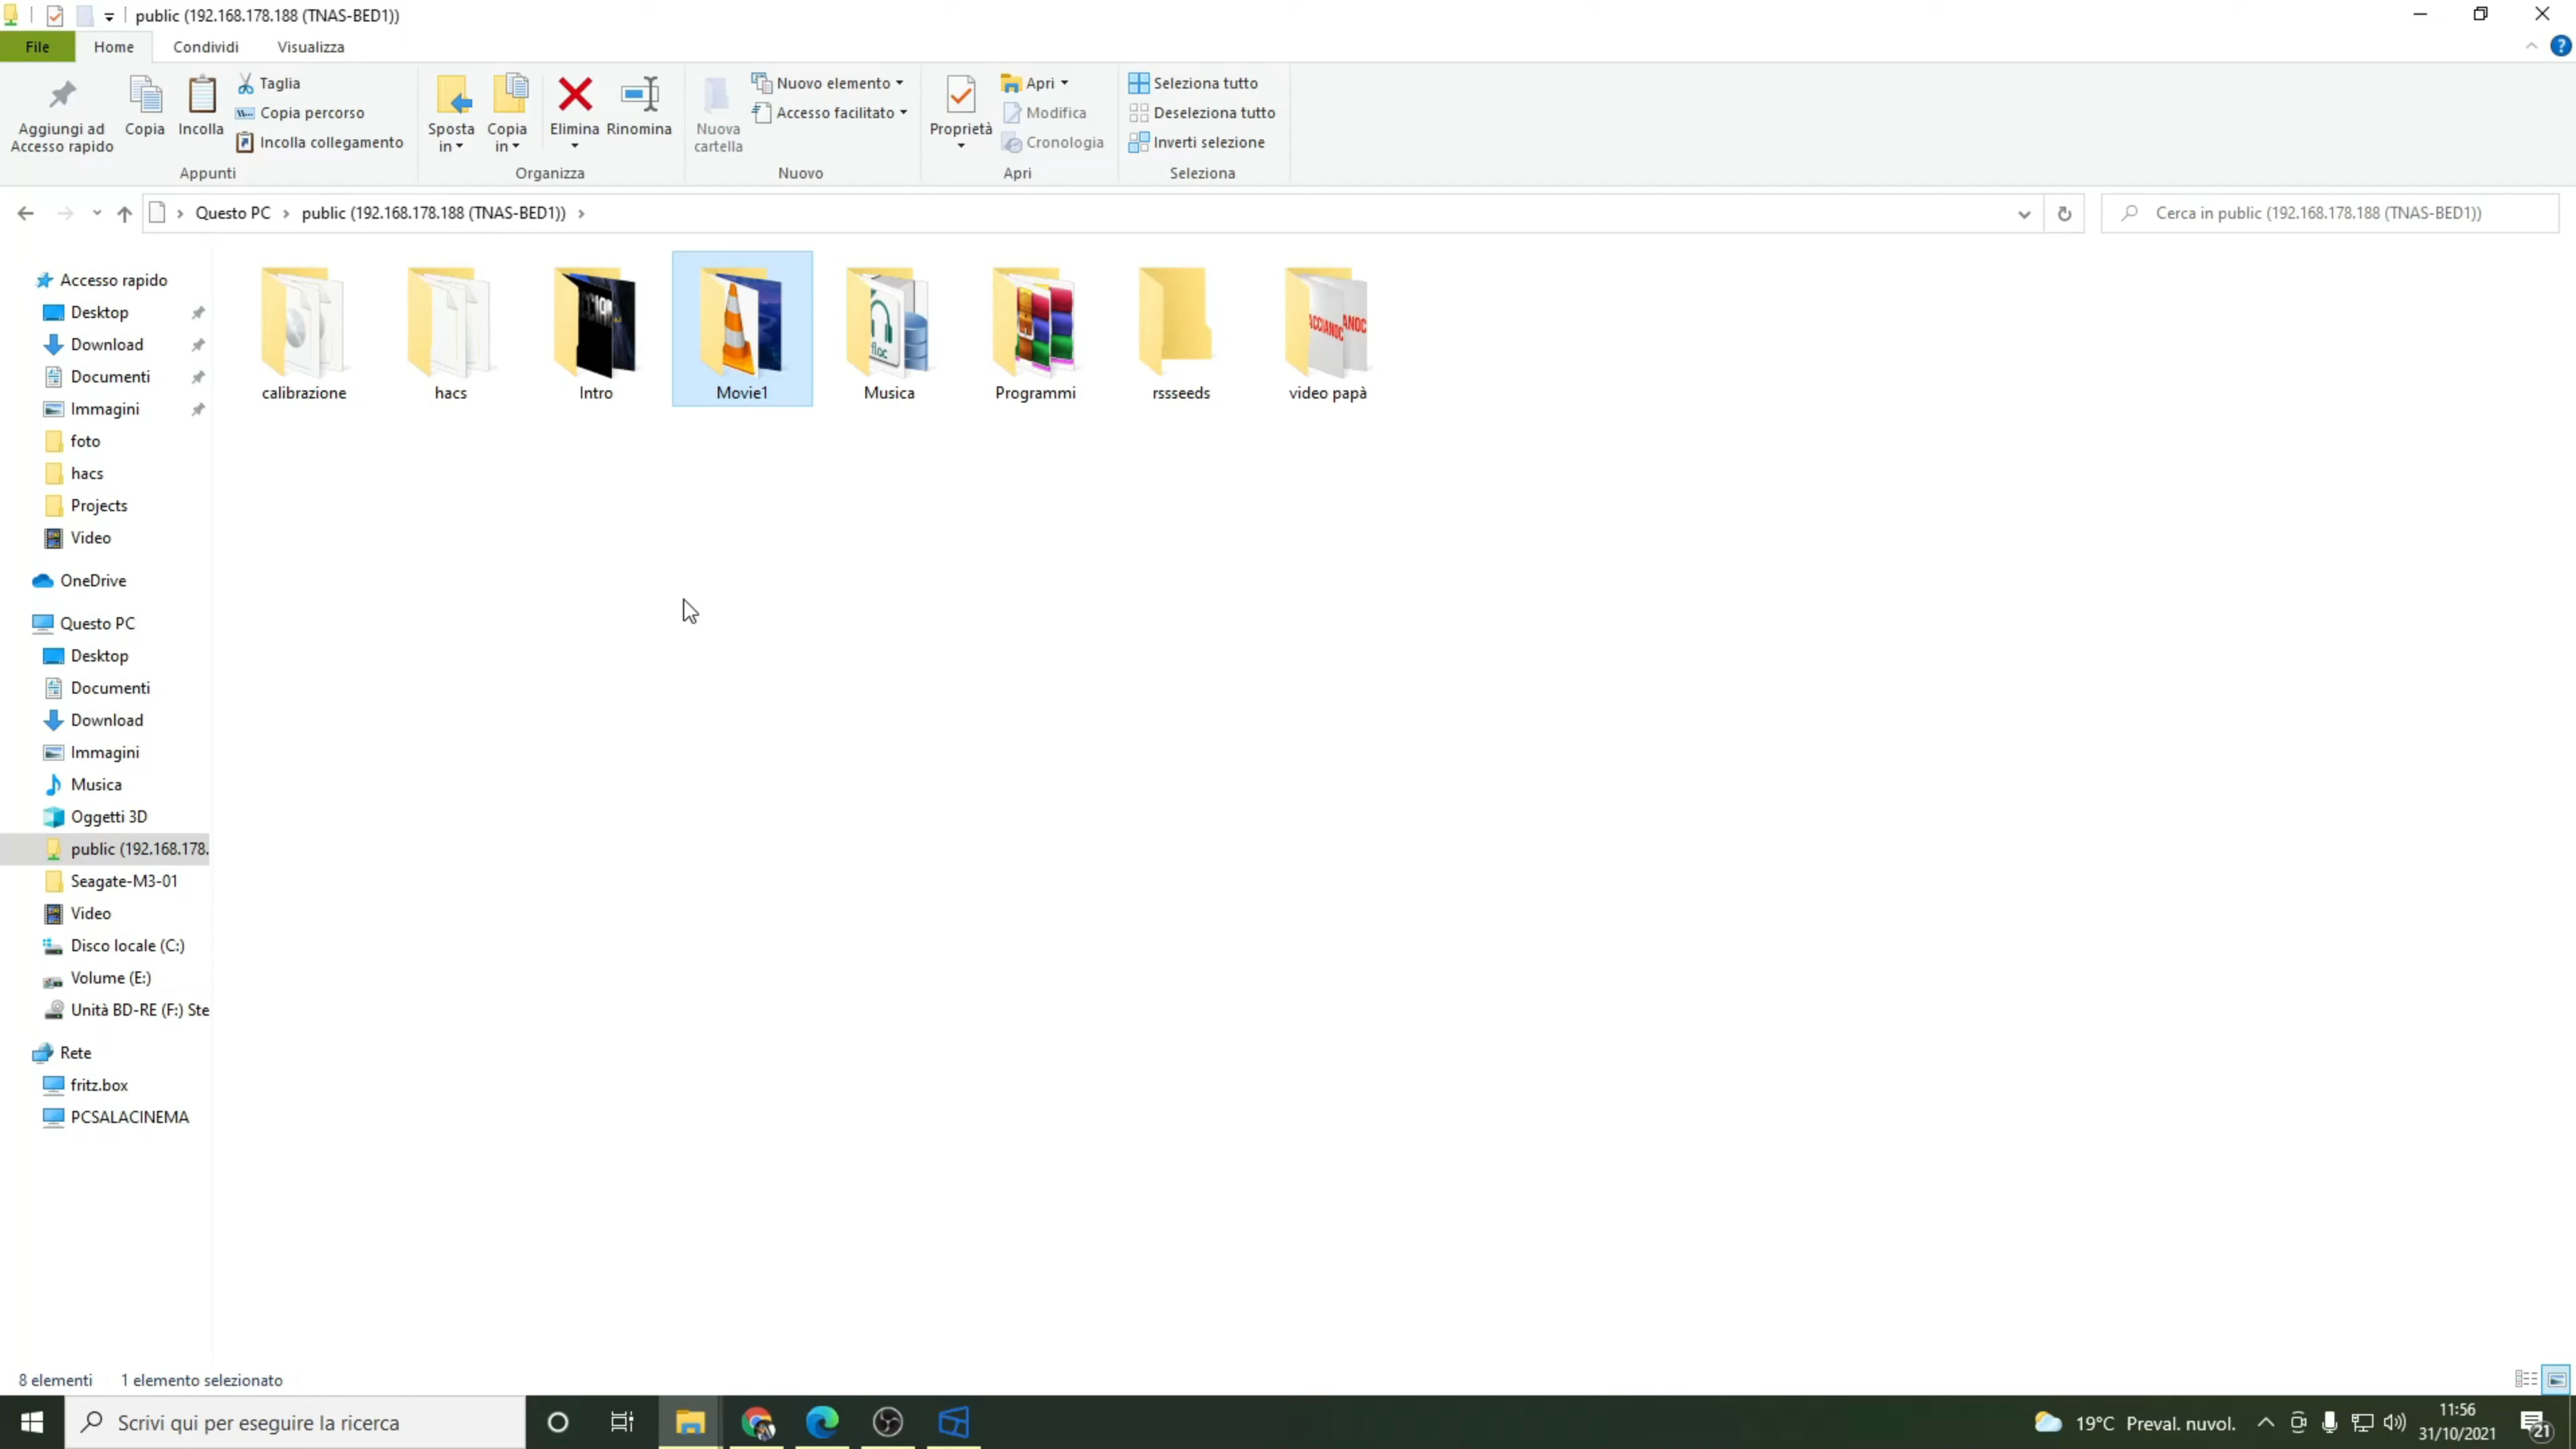 public (192.168.178.188 (TNAS-BED1))
File Home Condividi Visualizza
Aggiungi ad Accesso rapido
Copia
Incolla
Taglia
Copia percorso
Incolla collegamento
Appunti
Sposta in
Copia in
Elimina
Rinomina
Organizza
Nuova cartella
Nuovo elemento
Accesso facilitato
Nuovo
Proprietà
Apri
Modifica
Cronologia
Apri
Seleziona tutto
Deseleziona tutto
Inverti selezione
Seleziona
Questo PC > public (192.168.178.188 (TNAS-BED1)) >
Cerca in public (192.168.178.188 (TNAS-BED1))
Accesso rapido
Desktop
Download
Documenti
Immagini
foto
hacs
Projects
Video
OneDrive
Questo PC
Desktop
Documenti
Download
Immagini
Musica
Oggetti 3D
public (192.168.178.
Seagate-M3-01
Video
Disco locale (C:)
Volume (E:)
Unità BD-RE (F:) Ste
Rete
fritz.box
PCSALACINEMA
calibrazione
hacs
Intro
Movie1
flac
Musica
Programmi
rssseeds
video papà
8 elementi 1 elemento selezionato
Scrivi qui per eseguire la ricerca
19°C Preval. nuvol.
11:56
31/10/2021
21